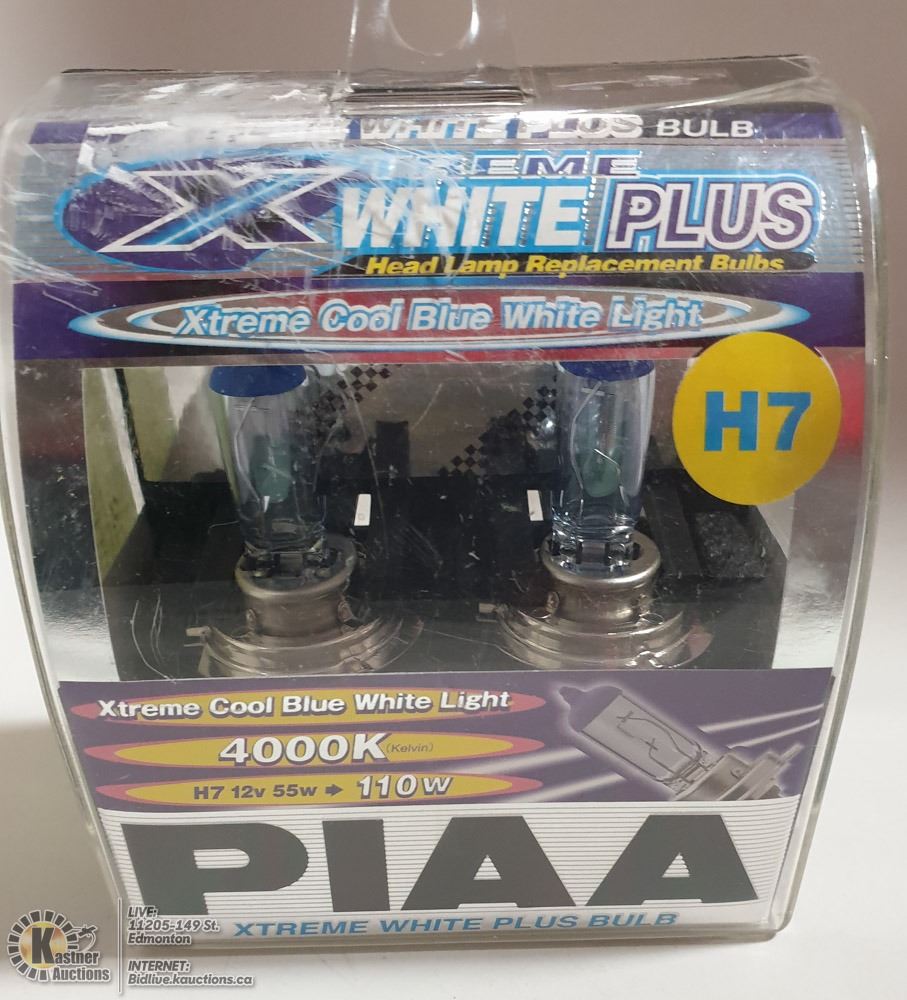 WHITE PLUS BULB
X EME
WHITE PLUS
Head Lamp Replacement Bulbs
Xtreme Cool Blue White Light
H7
Xtreme Cool Blue White Light
4000K (Kelvin)
H7 12v 55w ➡ 110w
PIAA
XTREME WHITE PLUS BULB
Kastner
Auctions
LIVE:
11205-149 St.
Edmonton
INTERNET:
Bidlive.kauctions.ca